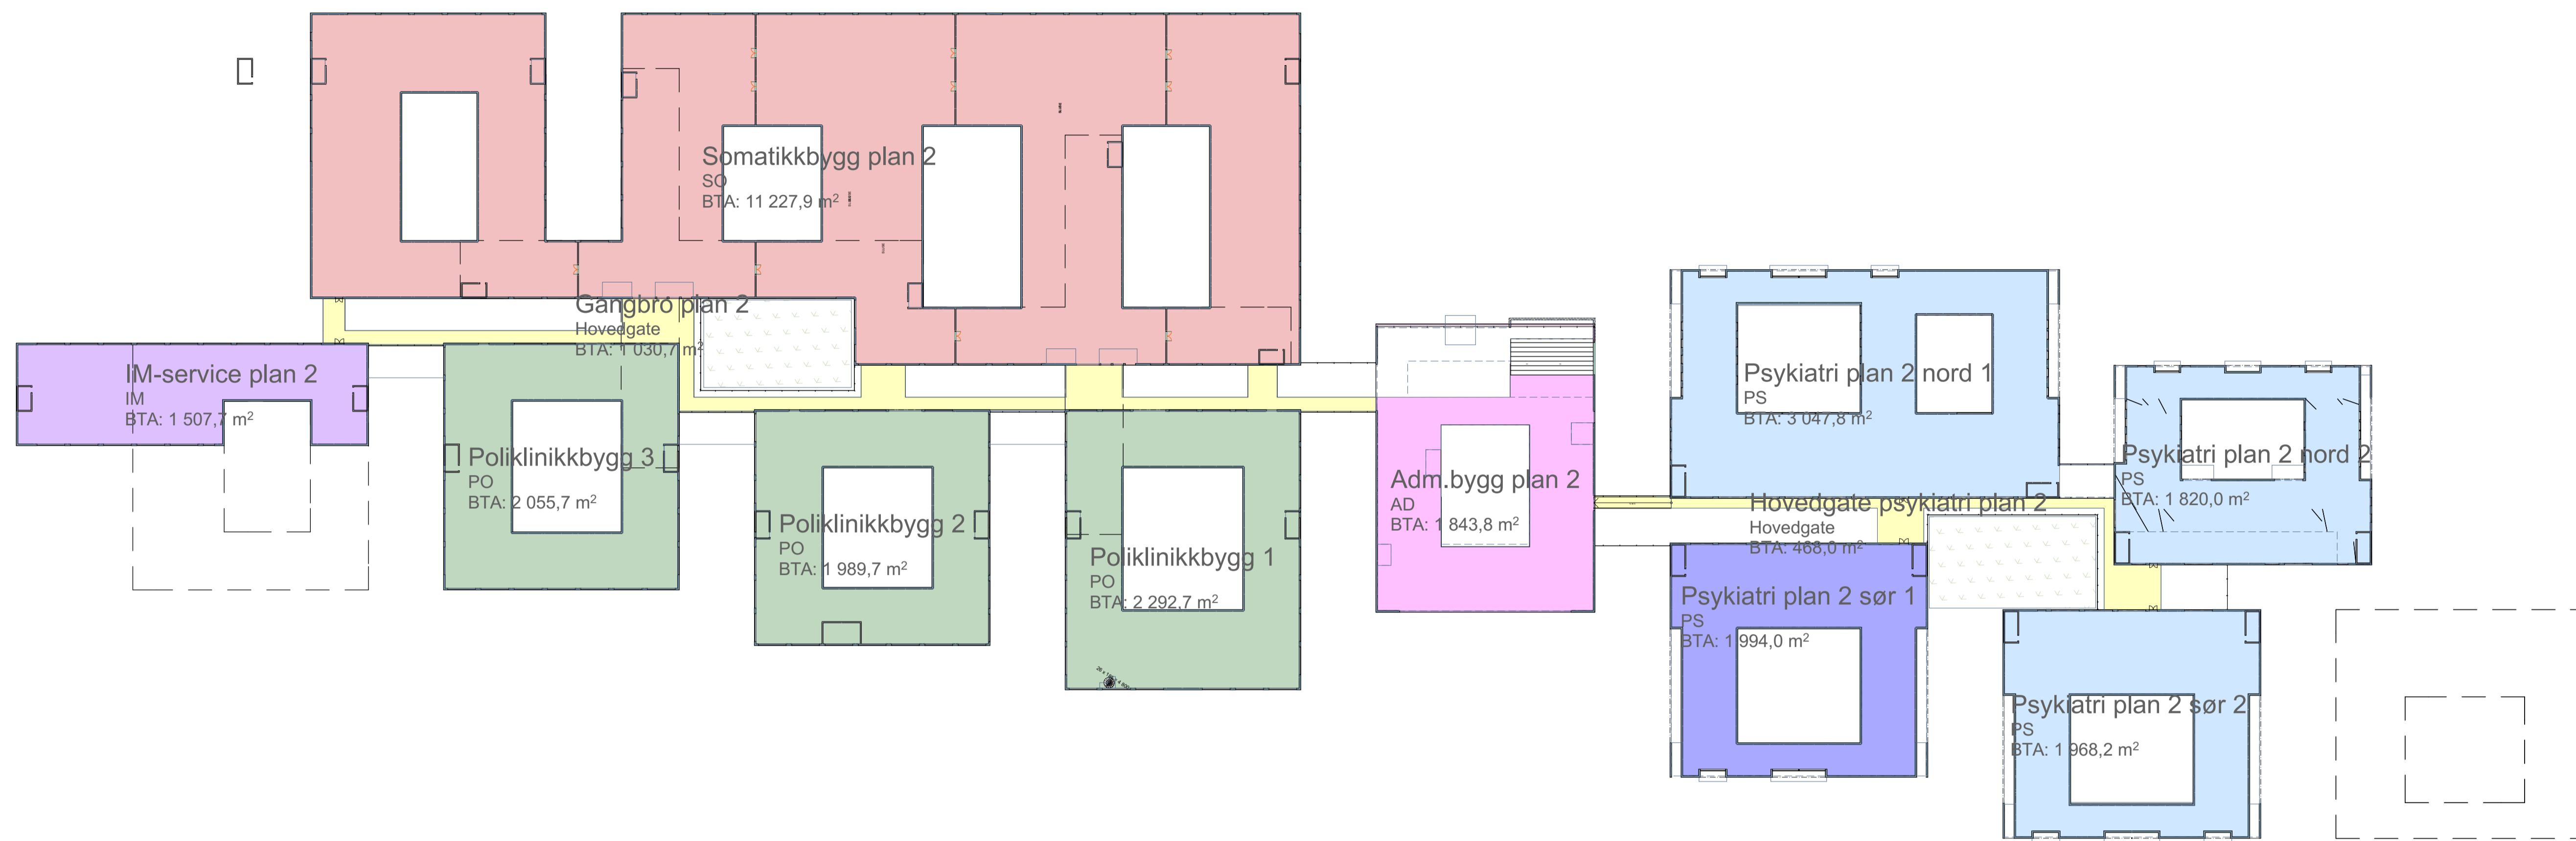 Somatikkbygg plan 2
SO
BTA: 11 227,9 m²
Gangbro plan 2
Hovedgate
BTA: 1 030,7 m²
IM-service plan 2
IM
BTA: 1 507,7 m²
Poliklinikkbygg 3
PO
BTA: 2 055,7 m²
Poliklinikkbygg 2
PO
BTA: 1 989,7 m²
Poliklinikkbygg 1
PO
BTA: 2 292,7 m²
Adm.bygg plan 2
AD
BTA: 1 843,8 m²
Psykiatri plan 2 nord 1
PS
BTA: 3 047,8 m²
Psykiatri plan 2 nord 2
PS
BTA: 1 820,0 m²
Hovedgate psykiatri plan 2
Hovedgate
BTA: 468,0 m²
Psykiatri plan 2 sør 1
PS
BTA: 1 994,0 m²
Psykiatri plan 2 sør 2
PS
BTA: 1 968,2 m²